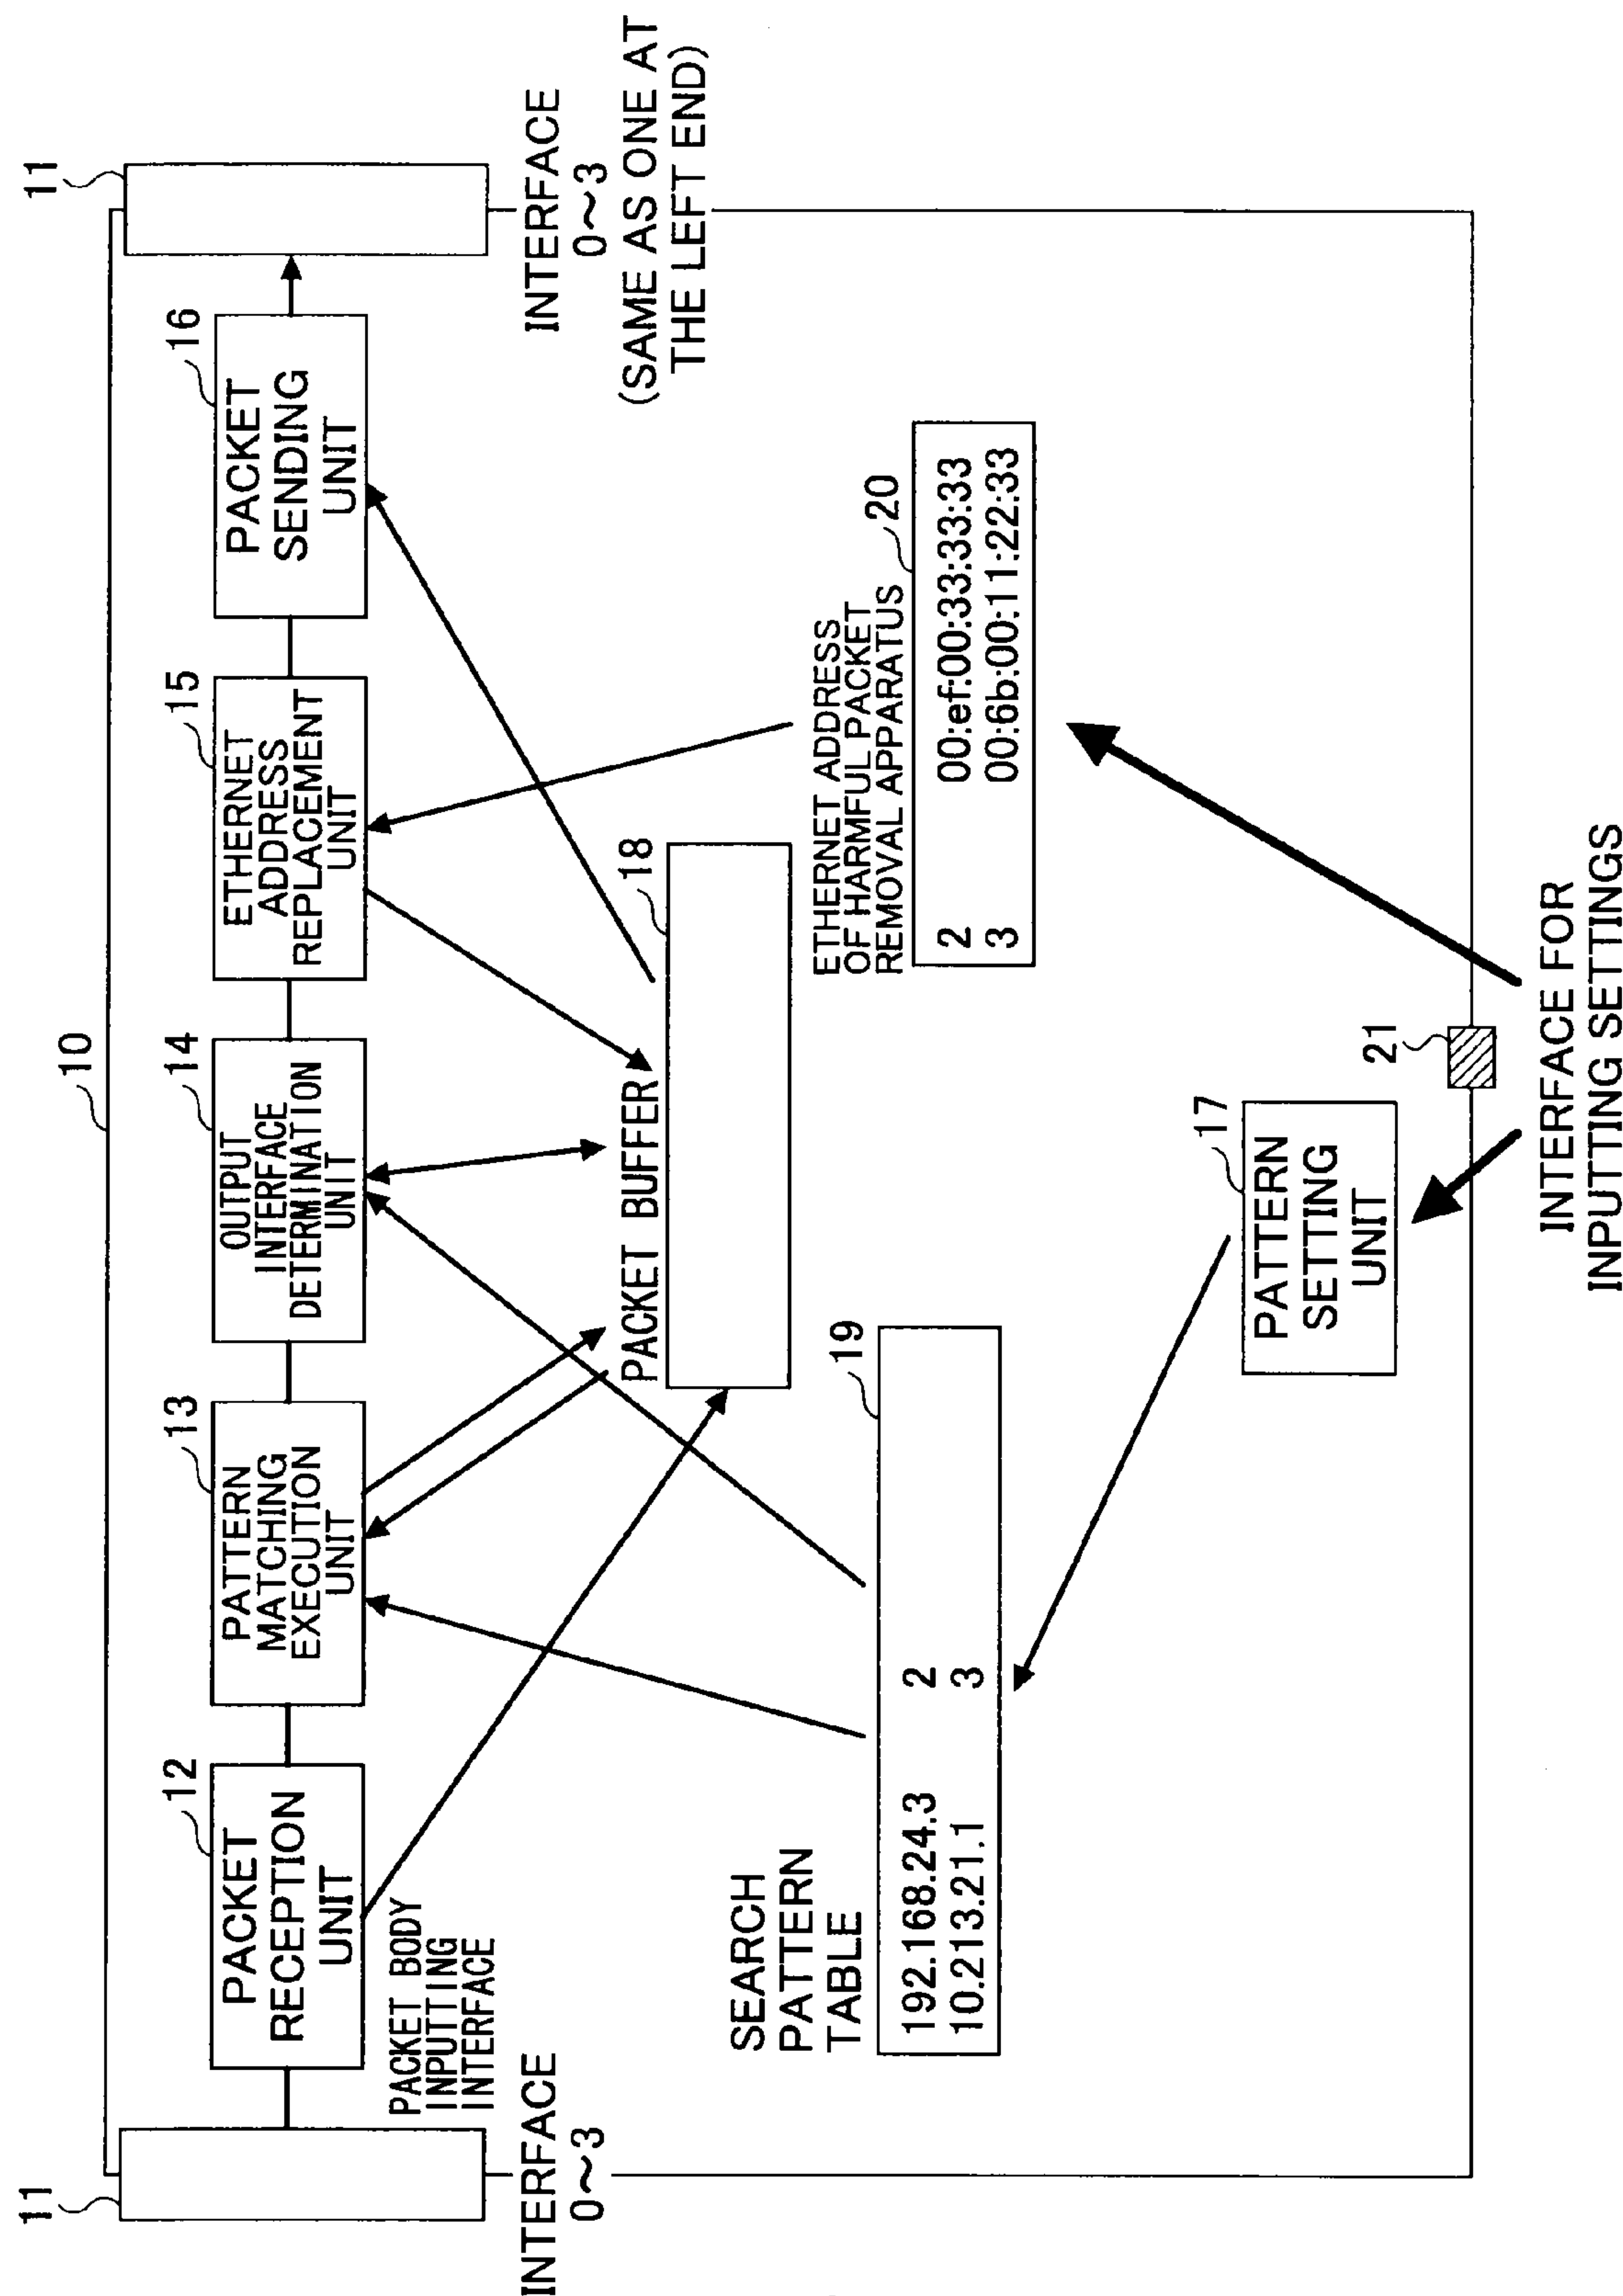 10
11
11
12
PACKET
RECEPTION
UNIT
13
PATTERN
MATCHING
EXECUTION
UNIT
14
OUTPUT
INTERFACE
DETERMINATION
UNIT
15
ETHERNET
ADDRESS
REPLACEMENT
UNIT
16
PACKET
SENDING
UNIT
PACKET BODY
INPUTTING
INTERFACE
INTERFACE
0~3
INTERFACE
0~3
(SAME AS ONE AT
THE LEFT END)
PACKET BUFFER
18
SEARCH
PATTERN
TABLE
19
192.168.24.3 2
10.213.21.1 3
ETHERNET ADDRESS
OF HARMFUL PACKET
REMOVAL APPARATUS
20
2 00:ef:00:33:33:33
3 00:6b:00:11:22:33
17
PATTERN
SETTING
UNIT
21
INTERFACE FOR
INPUTTING SETTINGS